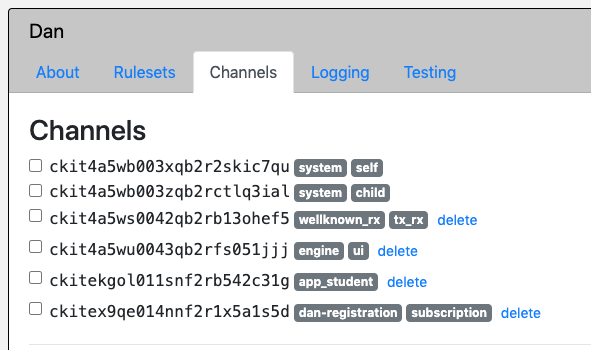 Dan
About Rulesets Channels Logging Testing
Channels
ckit4a5wb003xqb2r2skic7qu system self
ckit4a5wb003zqb2rctlq3ial system child
ckit4a5ws0042qb2rb13ohef5 wellknown_rx tx_rx delete
ckit4a5wu0043qb2rfs051jjj engine ui delete
ckitekgol011snf2rb542c31g app_student delete
ckitex9qe014nnf2r1x5a1s5d dan-registration subscription delete